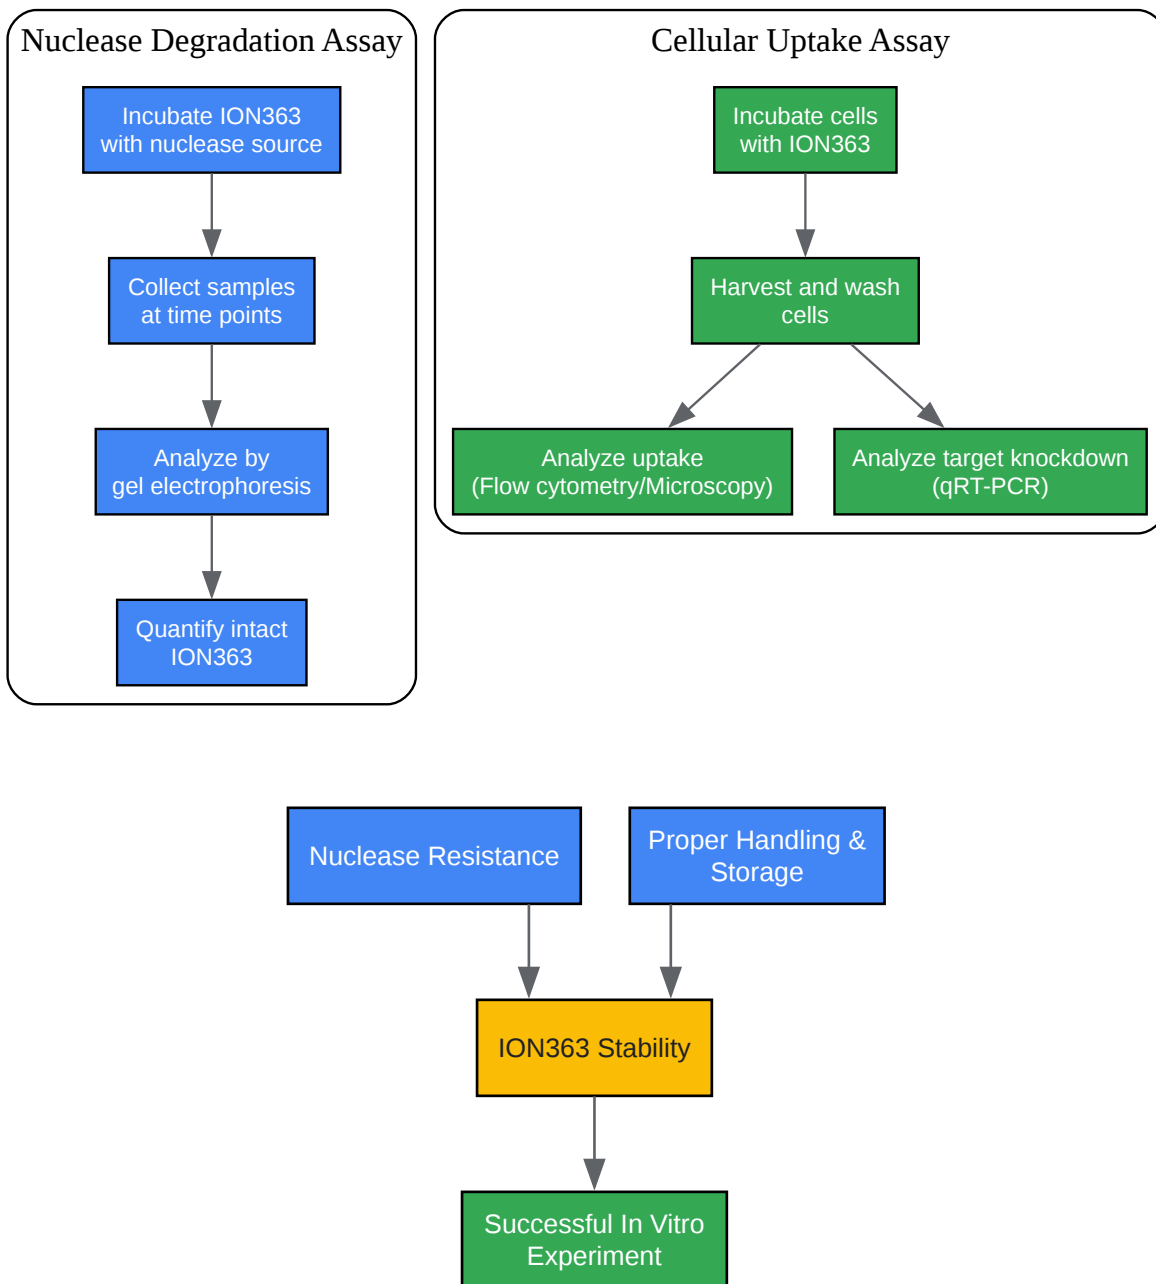 Nuclease Degradation Assay
Incubate ION363
with nuclease source
Collect samples
at time points
Analyze by
gel electrophoresis
Quantify intact
ION363
Cellular Uptake Assay
Incubate cells
with ION363
Harvest and wash
cells
Analyze uptake
(Flow cytometry/Microscopy)
Analyze target knockdown
(qRT-PCR)
Nuclease Resistance
Proper Handling &
Storage
ION363 Stability
Successful In Vitro
Experiment